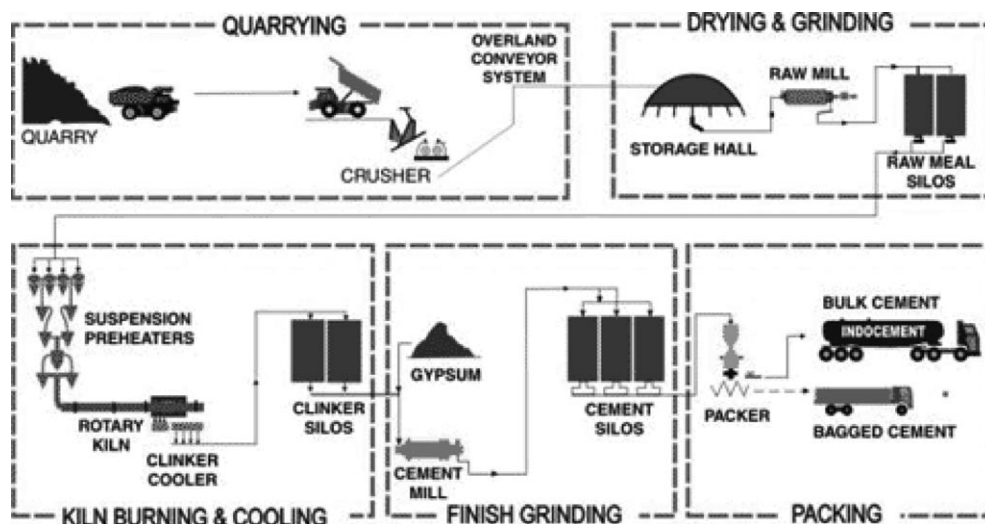 QUARRYING
DRYING & GRINDING
OVERLAND
CONVEYOR
SYSTEM
RAW MILL
QUARRY
CRUSHER
STORAGE HALL
RAW MEAL
SILOS
SUSPENSION
PREHEATERS
ROTARY
KILN
CLINKER
COOLER
CLINKER
SILOS
GYPSUM
CEMENT
MILL
CEMENT
SILOS
PACKER
BULK CEMENT
INDOCEMENT
BAGGED CEMENT
KILN BURNING & COOLING
FINISH GRINDING
PACKING